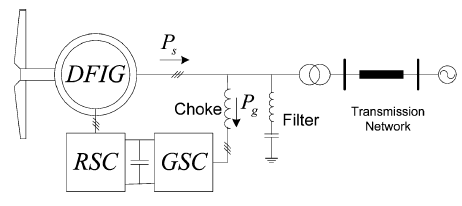 P_s
DFIG
Choke
P_g
Filter
Transmission
Network
RSC
GSC